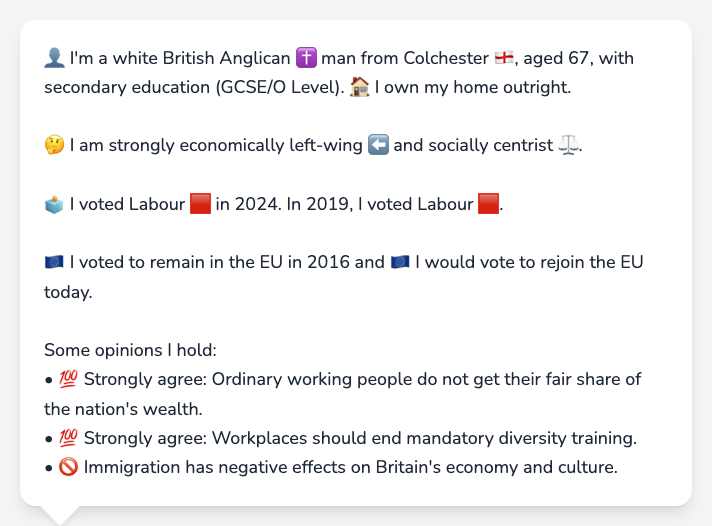 👤 I'm a white British Anglican ✝️ man from Colchester 🏴󠁧󠁢󠁥󠁮󠁧󠁿, aged 67, with
secondary education (GCSE/O Level). 🏠 I own my home outright.
🤔 I am strongly economically left-wing ⬅️ and socially centrist ⚖️.
🗳️ I voted Labour 🟥 in 2024. In 2019, I voted Labour 🟥.
🇪🇺 I voted to remain in the EU in 2016 and 🇪🇺 I would vote to rejoin the EU
today.
Some opinions I hold:
• 💯 Strongly agree: Ordinary working people do not get their fair share of
the nation's wealth.
• 💯 Strongly agree: Workplaces should end mandatory diversity training.
• 🚫 Immigration has negative effects on Britain's economy and culture.